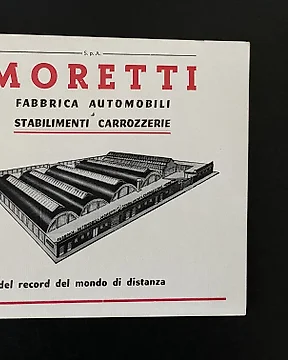 S. p. A.
MORETTI
FABBRICA AUTOMOBILI
e
STABILIMENTI CARROZZERIE
del record del mondo di distanza